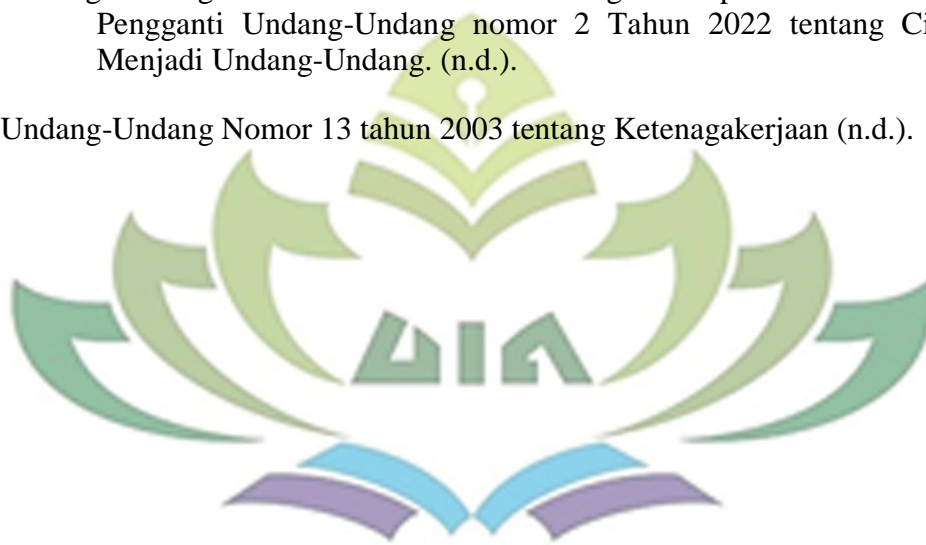 Pengganti Undang-Undang nomor 2 Tahun 2022 tentang Ci
Menjadi Undang-Undang. (n.d.).
Undang-Undang Nomor 13 tahun 2003 tentang Ketenagakerjaan (n.d.).
UIN